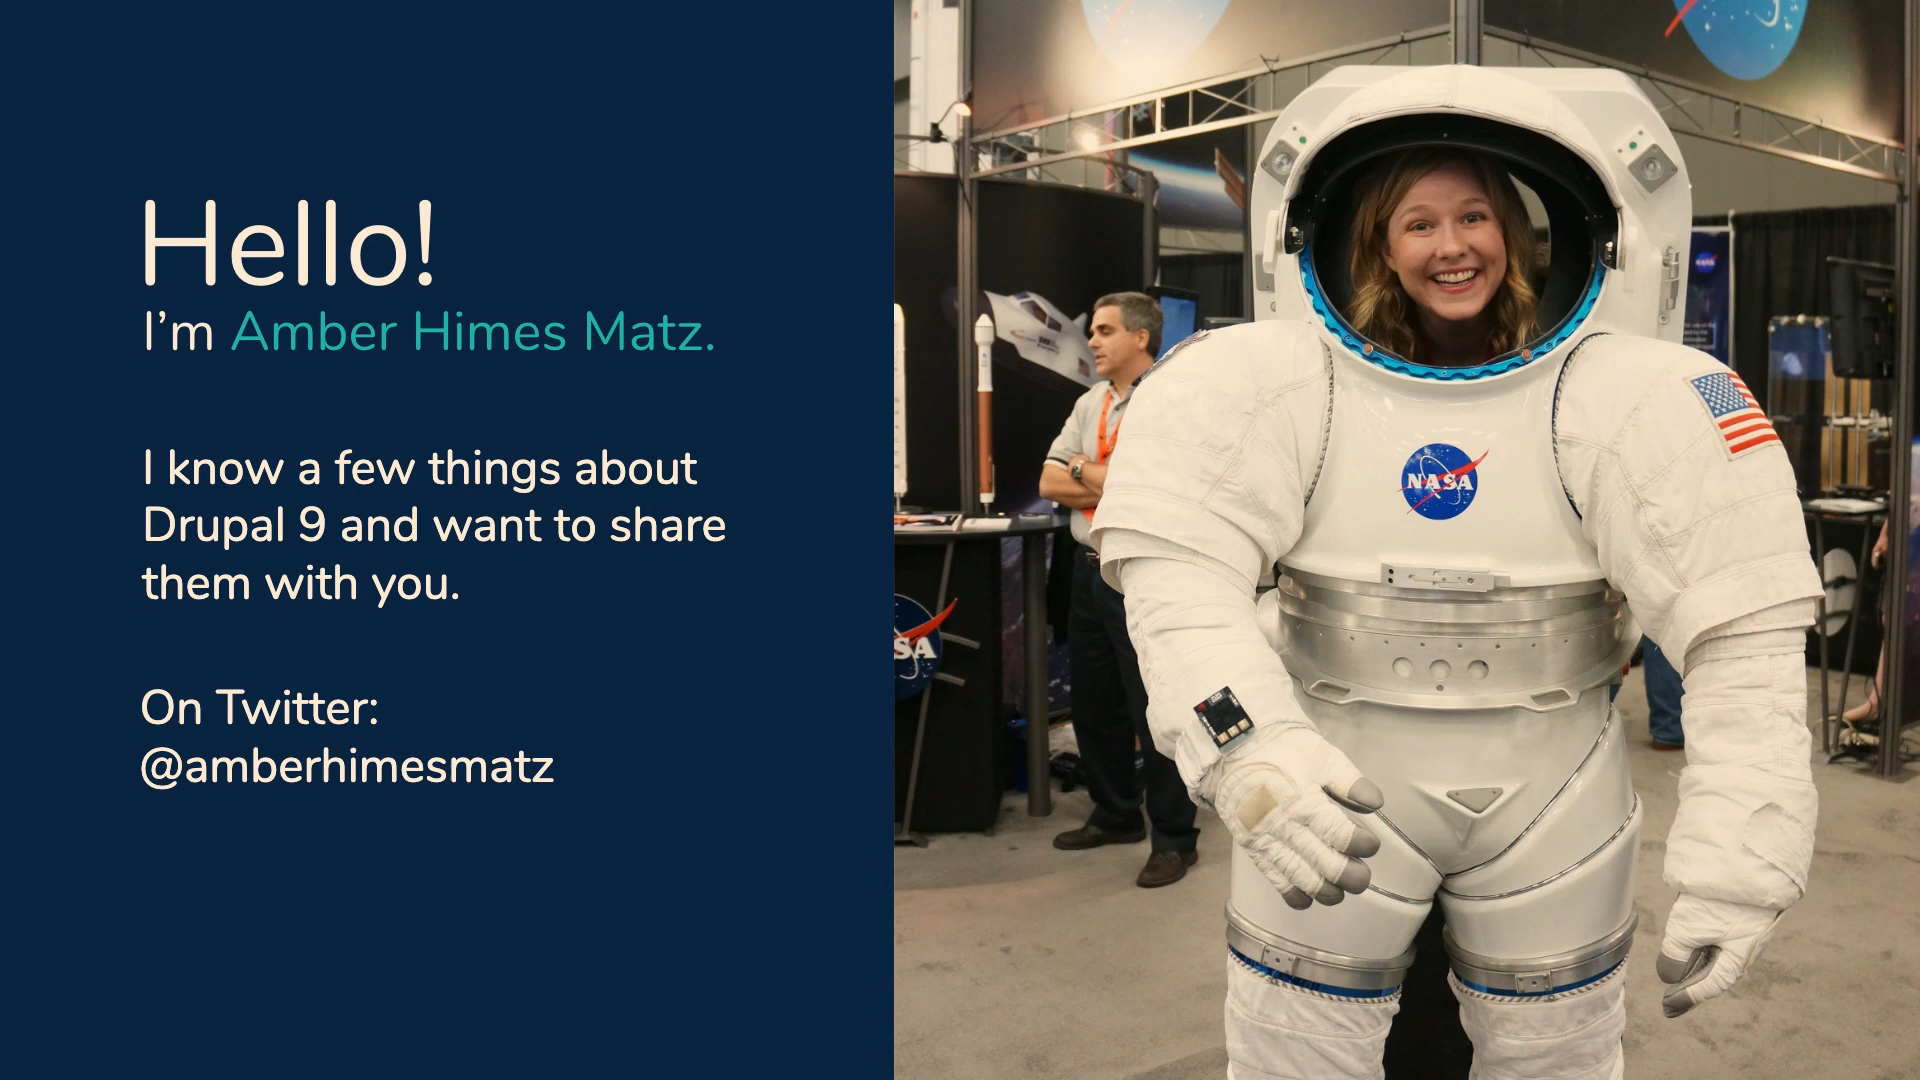 Hello!
I’m Amber Himes Matz.
I know a few things about
Drupal 9 and want to share
them with you.
On Twitter:
@amberhimesmatz
NASA
SA